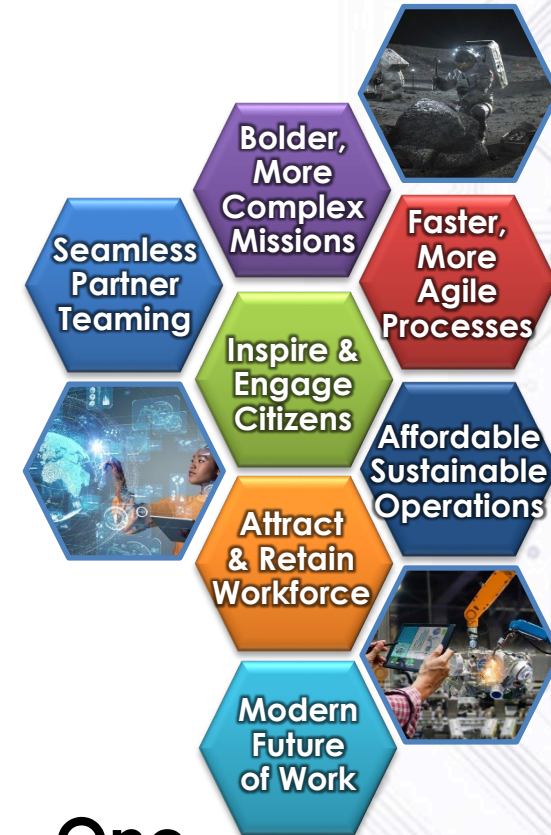 Bolder,
More
Complex
Missions
Seamless
Partner
Teaming
Faster,
More
Agile
Processes
Inspire &
Engage
Citizens
Affordable
Sustainable
Operations
Attract
& Retain
Workforce
Modern
Future
of Work
One